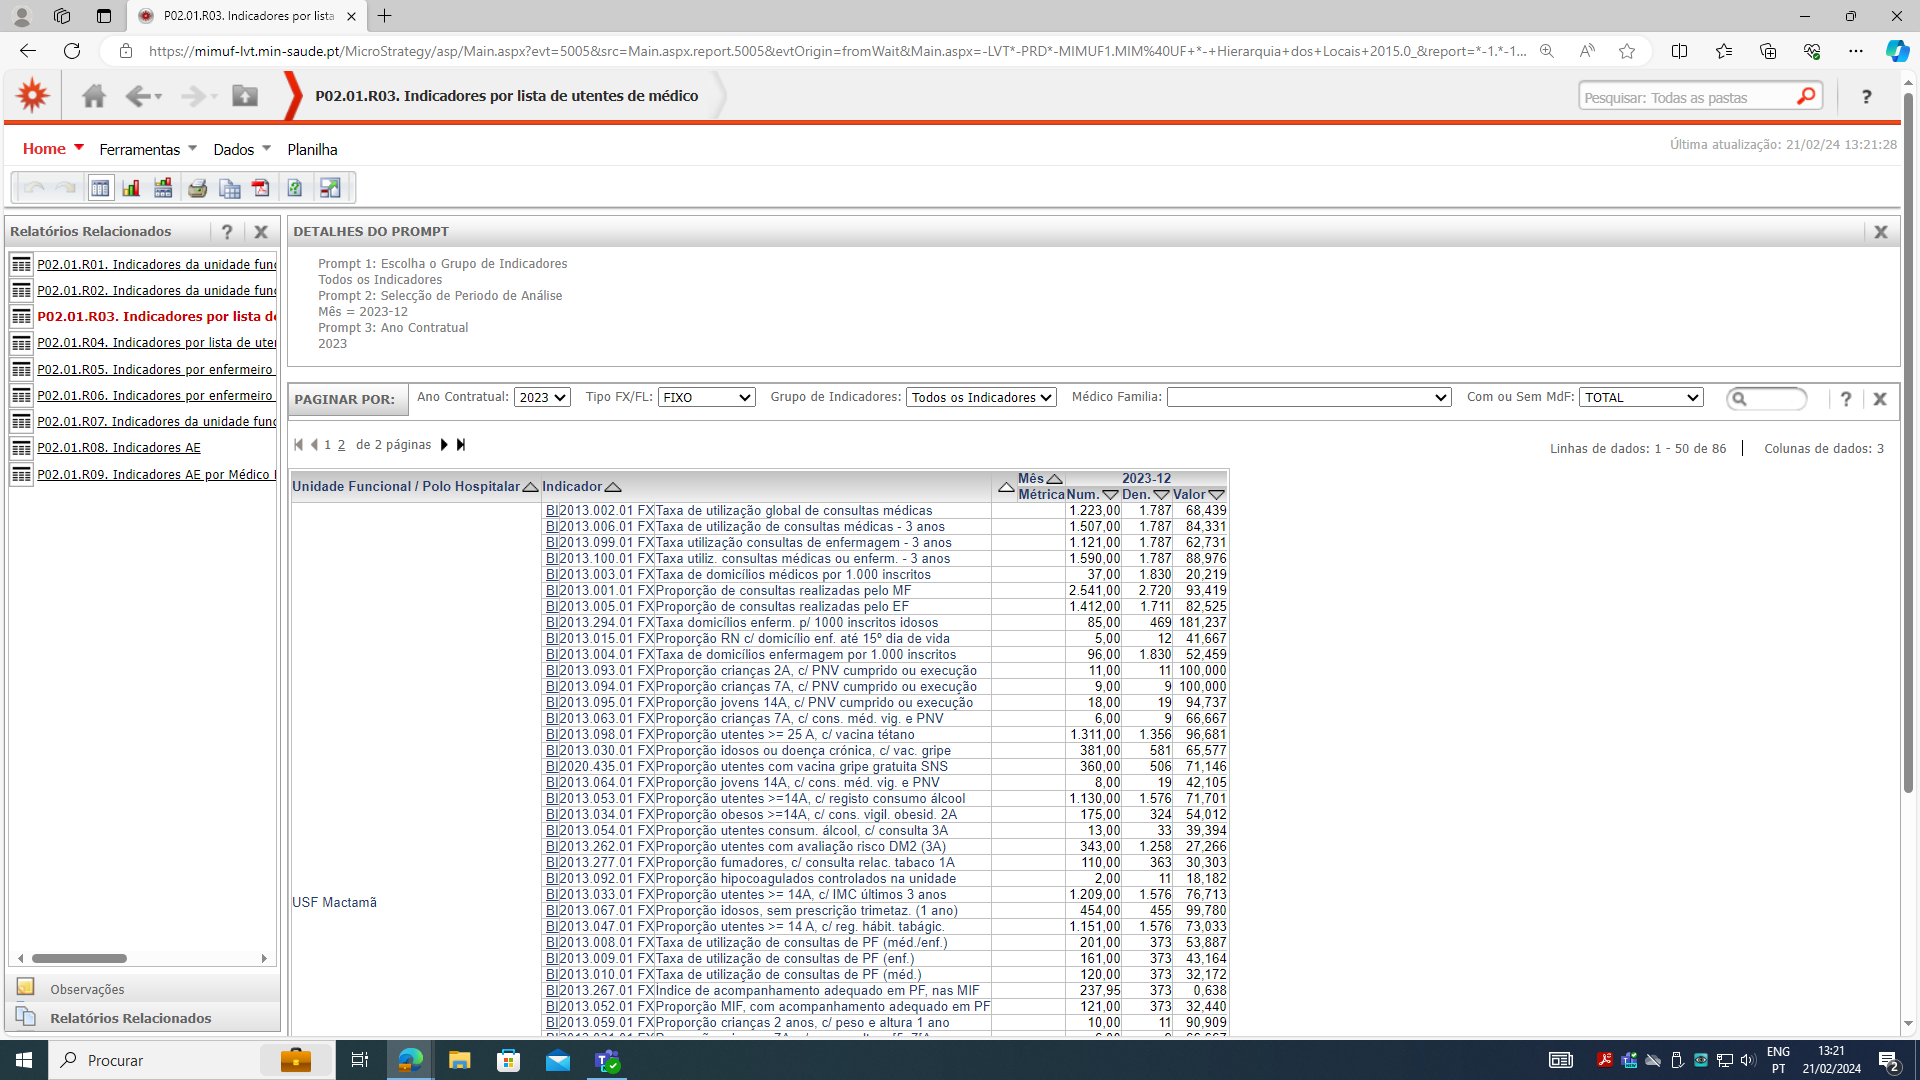 P02.01.R03. Indicadores por lista
https://mimuf-lvt.min-saude.pt/MicroStrategy/asp/Main.aspx?evt=5005&src=Main.aspx.report.5005&evtOrigin=fromWait&Main.aspx=-LVT*-PRD*-MIMUF1.MIM%40UF+*-+Hierarquia+dos+Locais+2015.0_&report=*-1.*-1...
P02.01.R03. Indicadores por lista de utentes de médico
Pesquisar: Todas as pastas
?
Home Ferramentas Dados Planilha
Última atualização: 21/02/24 13:21:28
Relatórios Relacionados ?
P02.01.R01. Indicadores da unidade func
P02.01.R02. Indicadores da unidade func
P02.01.R03. Indicadores por lista de
P02.01.R04. Indicadores por lista de uter
P02.01.R05. Indicadores por enfermeiro
P02.01.R06. Indicadores por enfermeiro
P02.01.R07. Indicadores da unidade func
P02.01.R08. Indicadores AE
P02.01.R09. Indicadores AE por Médico
Observações
Relatórios Relacionados
DETALHES DO PROMPT
Prompt 1: Escolha o Grupo de Indicadores
Todos os Indicadores
Prompt 2: Selecção de Periodo de Análise
Mês = 2023-12
Prompt 3: Ano Contratual
2023
PAGINAR POR: Ano Contratual: 2023 Tipo FX/FL: FIXO Grupo de Indicadores: Todos os Indicadores Médico Familia: Com ou Sem MdF: TOTAL ?
1 2 de 2 páginas
Linhas de dados: 1 - 50 de 86 | Colunas de dados: 3
Unidade Funcional / Polo Hospitalar Indicador Mês 2023-12
Métrica Num. Den. Valor
BI 2013.002.01 FX Taxa de utilização global de consultas médicas 1.223,00 1.787 68,439
BI 2013.006.01 FX Taxa de utilização de consultas médicas - 3 anos 1.507,00 1.787 84,331
BI 2013.099.01 FX Taxa utilização consultas de enfermagem - 3 anos 1.121,00 1.787 62,731
BI 2013.100.01 FX Taxa utiliz. consultas médicas ou enferm. - 3 anos 1.590,00 1.787 88,976
BI 2013.003.01 FX Taxa de domicílios médicos por 1.000 inscritos 37,00 1.830 20,219
BI 2013.001.01 FX Proporção de consultas realizadas pelo MF 2.541,00 2.720 93,419
BI 2013.005.01 FX Proporção de consultas realizadas pelo EF 1.412,00 1.711 82,525
BI 2013.294.01 FX Taxa domicílios enferm. p/ 1000 inscritos idosos 85,00 469 181,237
BI 2013.015.01 FX Proporção RN c/ domicílio enf. até 15º dia de vida 5,00 12 41,667
BI 2013.004.01 FX Taxa de domicílios enfermagem por 1.000 inscritos 96,00 1.830 52,459
BI 2013.093.01 FX Proporção crianças 2A, c/ PNV cumprido ou execução 11,00 11 100,000
BI 2013.094.01 FX Proporção crianças 7A, c/ PNV cumprido ou execução 9,00 9 100,000
BI 2013.095.01 FX Proporção jovens 14A, c/ PNV cumprido ou execução 18,00 19 94,737
BI 2013.063.01 FX Proporção crianças 7A, c/ cons. méd. vig. e PNV 6,00 9 66,667
BI 2013.098.01 FX Proporção utentes >= 25 A, c/ vacina tétano 1.311,00 1.356 96,681
BI 2013.030.01 FX Proporção idosos ou doença crónica, c/ vac. gripe 381,00 581 65,577
BI 2020.435.01 FX Proporção utentes com vacina gripe gratuita SNS 360,00 506 71,146
BI 2013.064.01 FX Proporção jovens 14A, c/ cons. méd. vig. e PNV 8,00 19 42,105
BI 2013.053.01 FX Proporção utentes >=14A, c/ registo consumo álcool 1.130,00 1.576 71,701
BI 2013.034.01 FX Proporção obesos >=14A, c/ cons. vigil. obesid. 2A 175,00 324 54,012
BI 2013.054.01 FX Proporção utentes consum. álcool, c/ consulta 3A 13,00 33 39,394
BI 2013.262.01 FX Proporção utentes com avaliação risco DM2 (3A) 343,00 1.258 27,266
BI 2013.277.01 FX Proporção fumadores, c/ consulta relac. tabaco 1A 110,00 363 30,303
BI 2013.092.01 FX Proporção hipocoagulados controlados na unidade 2,00 11 18,182
BI 2013.033.01 FX Proporção utentes >= 14A, c/ IMC últimos 3 anos 1.209,00 1.576 76,713
USF Mactamã
BI 2013.067.01 FX Proporção idosos, sem prescrição trimetaz. (1 ano) 454,00 455 99,780
BI 2013.047.01 FX Proporção utentes >= 14 A, c/ reg. hábit. tabágic. 1.151,00 1.576 73,033
BI 2013.008.01 FX Taxa de utilização de consultas de PF (méd./enf.) 201,00 373 53,887
BI 2013.009.01 FX Taxa de utilização de consultas de PF (enf.) 161,00 373 43,164
BI 2013.010.01 FX Taxa de utilização de consultas de PF (méd.) 120,00 373 32,172
BI 2013.267.01 FX Índice de acompanhamento adequado em PF, nas MIF 237,95 373 0,638
BI 2013.052.01 FX Proporção MIF, com acompanhamento adequado em PF 121,00 373 32,440
BI 2013.059.01 FX Proporção crianças 2 anos, c/ peso e altura 1 ano 10,00 11 90,909
Procurar
ENG
PT
13:21
21/02/2024
2